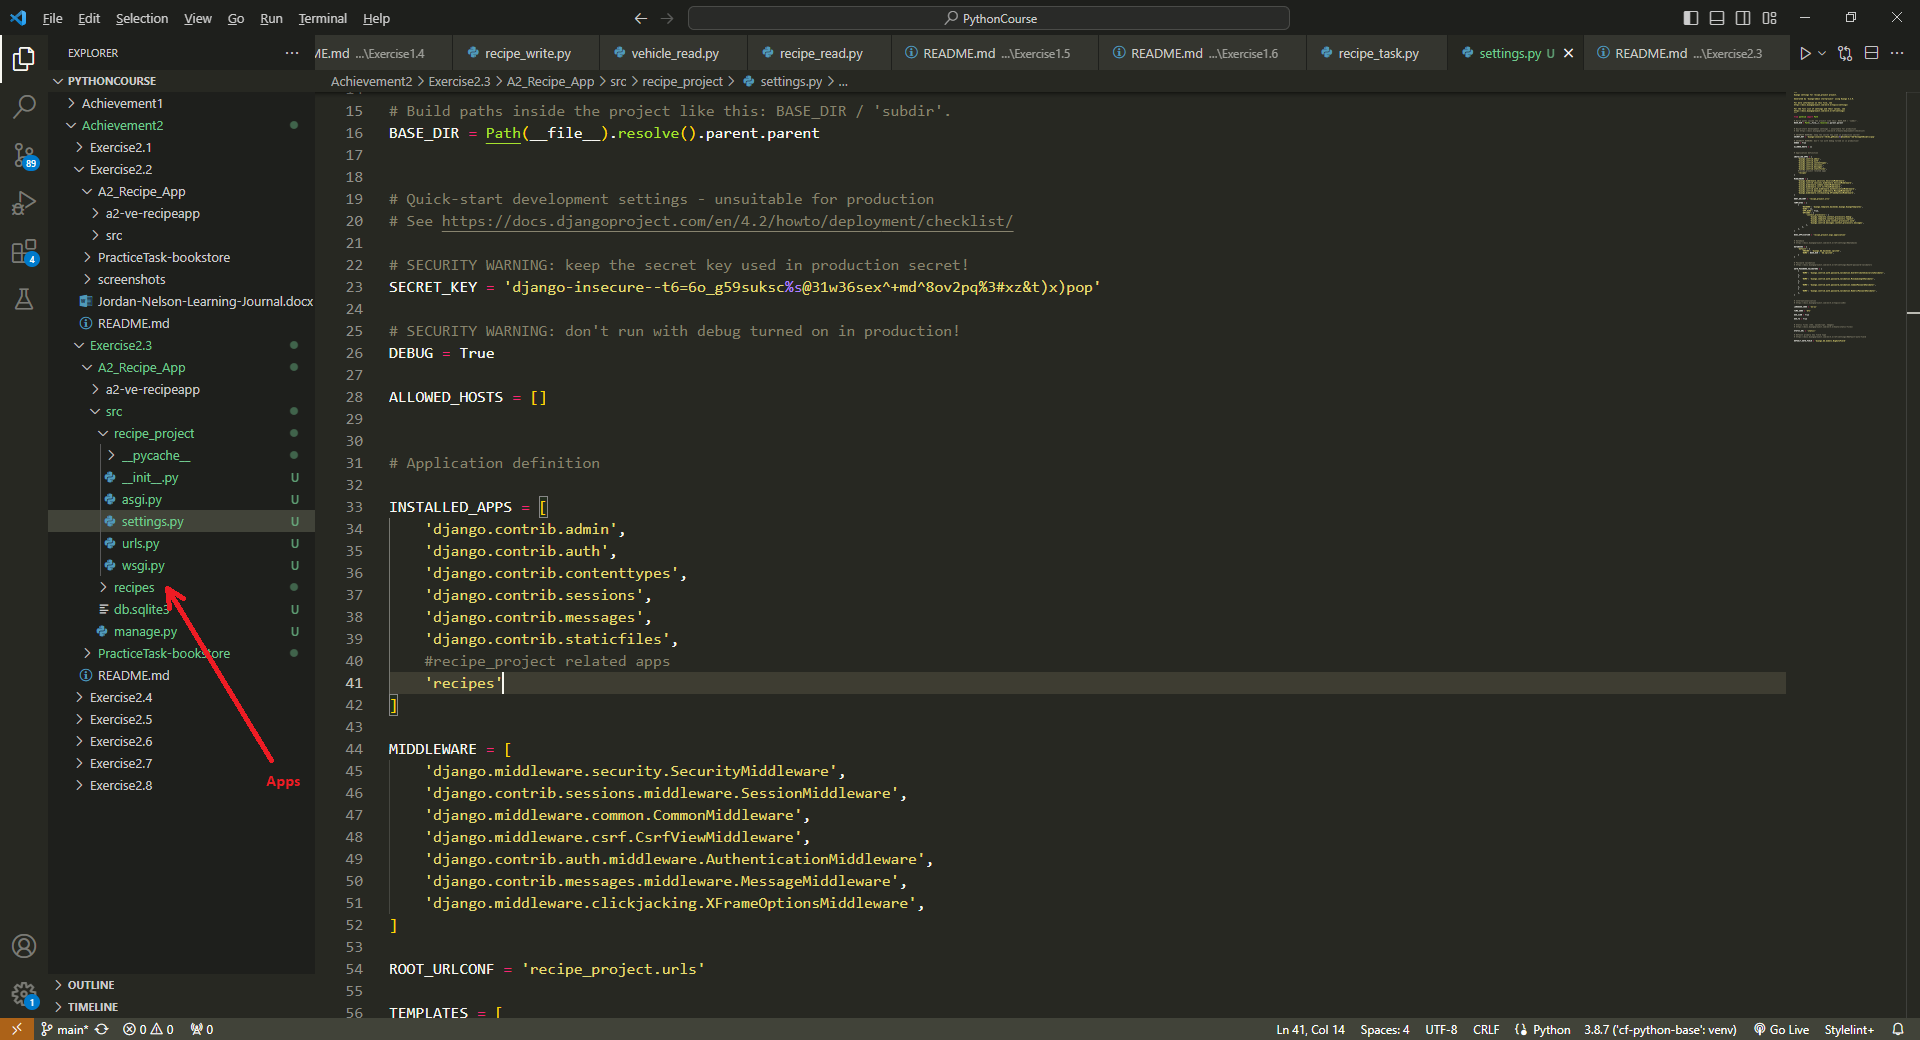 File Edit Selection View Go Run Terminal Help
PythonCourse
EXPLORER
ME.md ...\Exercise1.4
recipe_write.py
vehicle_read.py
recipe_read.py
README.md ...\Exercise1.5
README.md ...\Exercise1.6
recipe_task.py
settings.py U
README.md ...\Exercise2.3
PYTHONCOURSE
Achievement1
Achievement2
Exercise2.1
Exercise2.2
A2_Recipe_App
a2-ve-recipeapp
src
PracticeTask-bookstore
screenshots
Jordan-Nelson-Learning-Journal.docx
README.md
Exercise2.3
A2_Recipe_App
a2-ve-recipeapp
src
recipe_project
__pycache__
__init__.py U
asgi.py U
settings.py U
urls.py U
wsgi.py U
recipes
db.sqlite3 U
manage.py U
PracticeTask-bookstore
README.md
Exercise2.4
Exercise2.5
Exercise2.6
Exercise2.7
Exercise2.8
Apps
OUTLINE
TIMELINE
89
4
1
Achievement2 > Exercise2.3 > A2_Recipe_App > src > recipe_project > settings.py > ...
15 # Build paths inside the project like this: BASE_DIR / 'subdir'.
16 BASE_DIR = Path(__file__).resolve().parent.parent
17
18
19 # Quick-start development settings - unsuitable for production
20 # See https://docs.djangoproject.com/en/4.2/howto/deployment/checklist/
21
22 # SECURITY WARNING: keep the secret key used in production secret!
23 SECRET_KEY = 'django-insecure--t6=6o_g59suksc%s@31w36sex^+md^8ov2pq%3#xz&t)x)pop'
24
25 # SECURITY WARNING: don't run with debug turned on in production!
26 DEBUG = True
27
28 ALLOWED_HOSTS = []
29
30
31 # Application definition
32
33 INSTALLED_APPS = [
34 'django.contrib.admin',
35 'django.contrib.auth',
36 'django.contrib.contenttypes',
37 'django.contrib.sessions',
38 'django.contrib.messages',
39 'django.contrib.staticfiles',
40 #recipe_project related apps
41 'recipes'
42 ]
43
44 MIDDLEWARE = [
45 'django.middleware.security.SecurityMiddleware',
46 'django.contrib.sessions.middleware.SessionMiddleware',
47 'django.middleware.common.CommonMiddleware',
48 'django.middleware.csrf.CsrfViewMiddleware',
49 'django.contrib.auth.middleware.AuthenticationMiddleware',
50 'django.contrib.messages.middleware.MessageMiddleware',
51 'django.middleware.clickjacking.XFrameOptionsMiddleware',
52 ]
53
54 ROOT_URLCONF = 'recipe_project.urls'
55
56 TEMPLATES = [
main* 0 0 0
Ln 41, Col 14 Spaces: 4 UTF-8 CRLF Python 3.8.7 ('cf-python-base': venv) Go Live Stylelint+